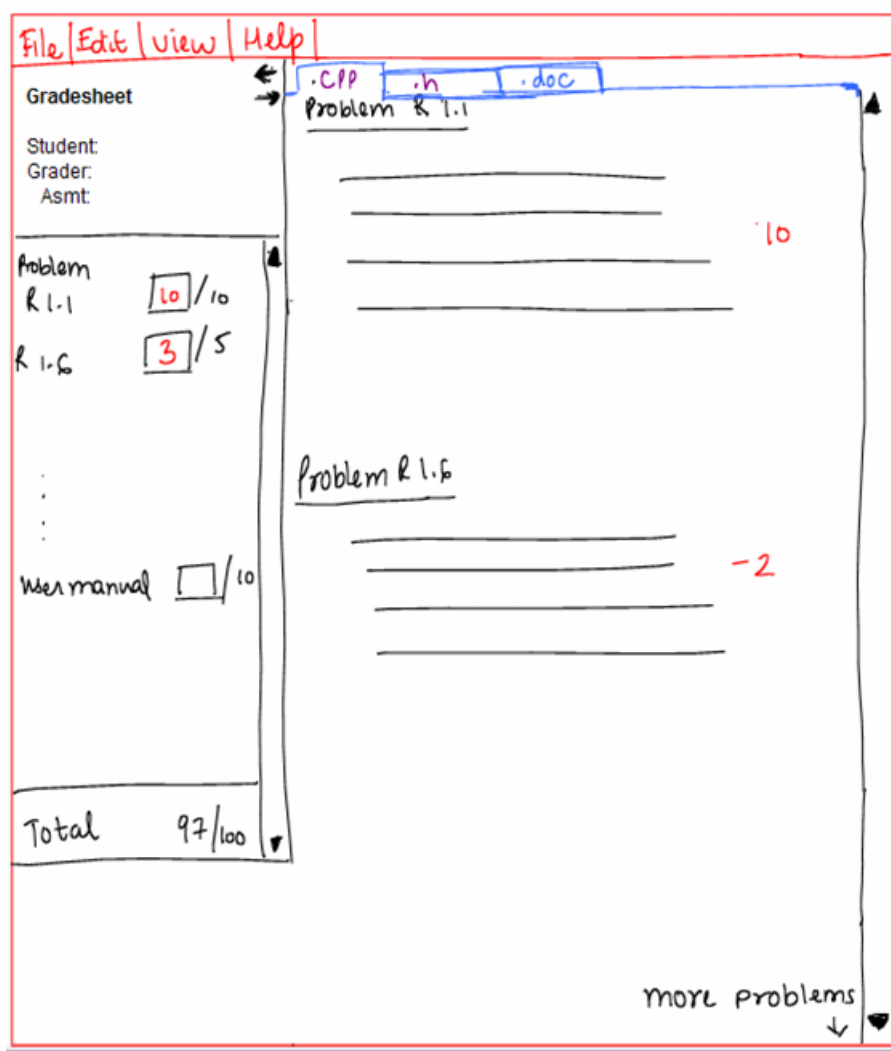 File Edit View Help
Gradesheet
Student:
Grader:
Asmt:
Problem
R 1.1 10/10
R 1.6 3/5
User manual /10
Total 97/100
.cpp .h .doc
Problem R 1.1
10
Problem R 1.6
-2
more problems